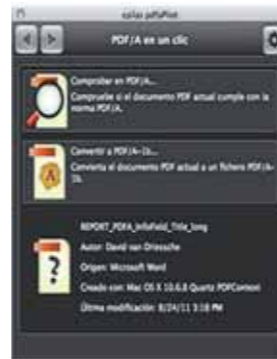 callas pdfaPilot
PDF/A en un clic
Comprobar en PDF/A...
Compruebe si el documento PDF actual cumple con la
norma PDF/A.
Convertir a PDF/A-1b...
Convierta el documento PDF actual a un fichero PDF/A-
1b.
REPORT_PDFA_InfoField_Title_long
Autor: David van Driessche
Origen: Microsoft Word
Creado con: Mac OS X 10.6.8 Quartz PDFContext
Última modificación: 8/24/11 3:18 PM